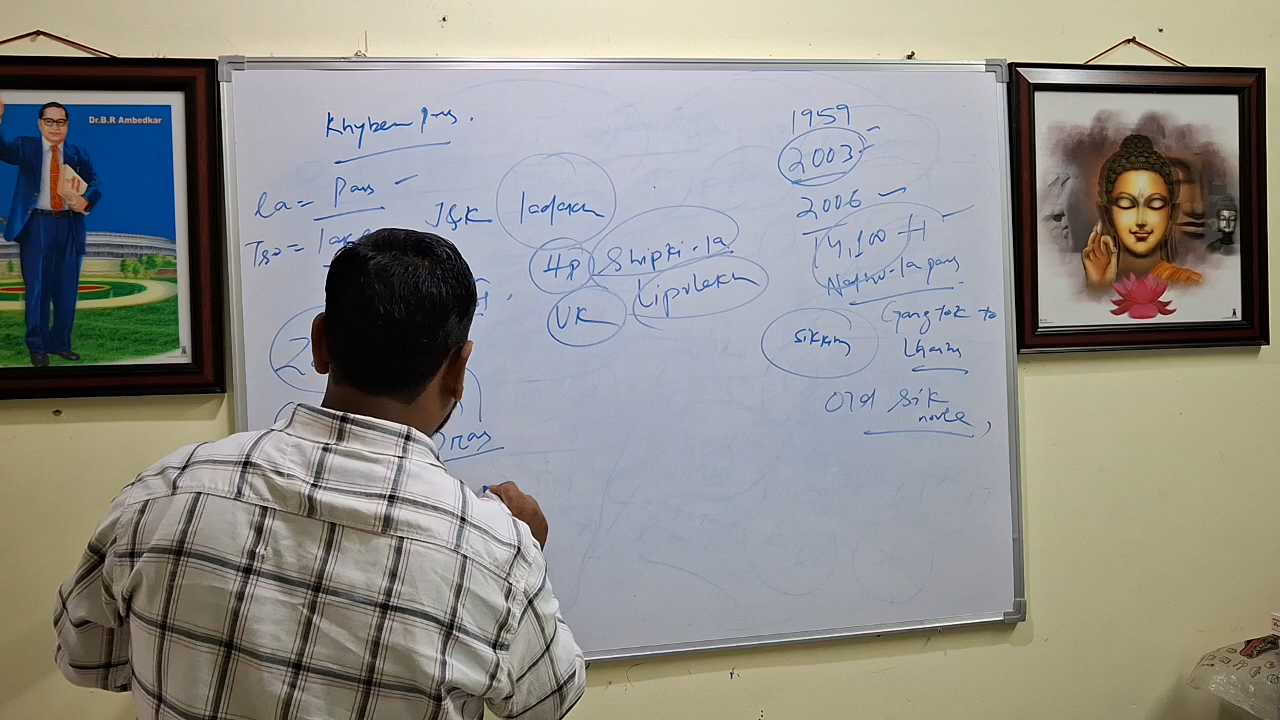 Dr.B.R Ambedkar
Khyber pass.
la = Pass
Tso = lake
J&K
ladakh
HP
Shipki-la
UK
Lipulekh
Dras
1959
2003
2006
14,100 ft
Nathu-la pass
Gangtok to
Lhasa
Sikkim
Old Silk
route,